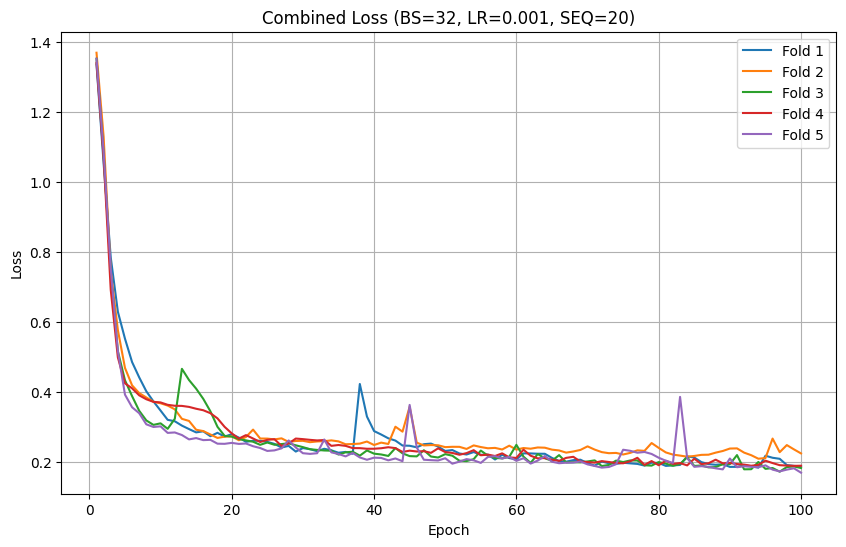 Combined Loss (BS=32, LR=0.001, SEQ=20)
Loss
1.4
1.2
1.0
0.8
0.6
0.4
0.2
Fold 1
Fold 2
Fold 3
Fold 4
Fold 5
0 20 40 60 80 100
Epoch